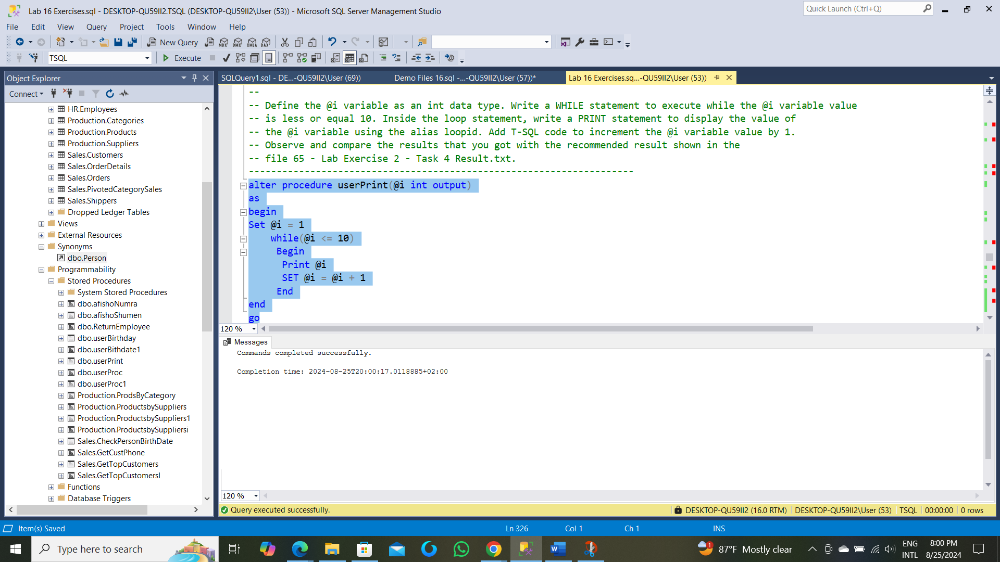 Lab 16 Exercises.sql - DESKTOP-QU59II2.TSQL (DESKTOP-QU59II2\User (53)) - Microsoft SQL Server Management Studio
Quick Launch (Ctrl+Q)
File Edit View Query Project Tools Window Help
New Query MDX DMX XMLA DAX
TSQL Execute
Object Explorer
Connect
HR.Employees
Production.Categories
Production.Products
Production.Suppliers
Sales.Customers
Sales.OrderDetails
Sales.Orders
Sales.PivotedCategorySales
Sales.Shippers
Dropped Ledger Tables
Views
External Resources
Synonyms
dbo.Person
Programmability
Stored Procedures
System Stored Procedures
dbo.afishoNumra
dbo.afishoShumën
dbo.ReturnEmployee
dbo.userBirthday
dbo.userBithdate1
dbo.userPrint
dbo.userProc
dbo.userProc1
Production.ProdsByCategory
Production.ProductsbySuppliers
Production.ProductsbySuppliers1
Production.ProductsbySuppliersi
Sales.CheckPersonBirthDate
Sales.GetCustPhone
Sales.GetTopCustomers
Sales.GetTopCustomersI
Functions
Database Triggers
SQLQuery1.sql - DE...-QU59II2\User (69)) Demo Files 16.sql -...-QU59II2\User (57))* Lab 16 Exercises.sq...-QU59II2\User (53))
--
-- Define the @i variable as an int data type. Write a WHILE statement to execute while the @i variable value
-- is less or equal 10. Inside the loop statement, write a PRINT statement to display the value of
-- the @i variable using the alias loopid. Add T-SQL code to increment the @i variable value by 1.
-- Observe and compare the results that you got with the recommended result shown in the
-- file 65 - Lab Exercise 2 - Task 4 Result.txt.
---------------------------------------------------------------------
alter procedure userPrint(@i int output)
as
begin
Set @i = 1
while(@i <= 10)
Begin
Print @i
SET @i = @i + 1
End
end
go
120 %
Messages
Commands completed successfully.
Completion time: 2024-08-25T20:00:17.0118885+02:00
120 %
Query executed successfully. DESKTOP-QU59II2 (16.0 RTM) DESKTOP-QU59II2\User (53) TSQL 00:00:00 0 rows
Item(s) Saved Ln 326 Col 1 Ch 1 INS
Type here to search
1 87°F Mostly clear
ENG
INTL
8:00 PM
8/25/2024